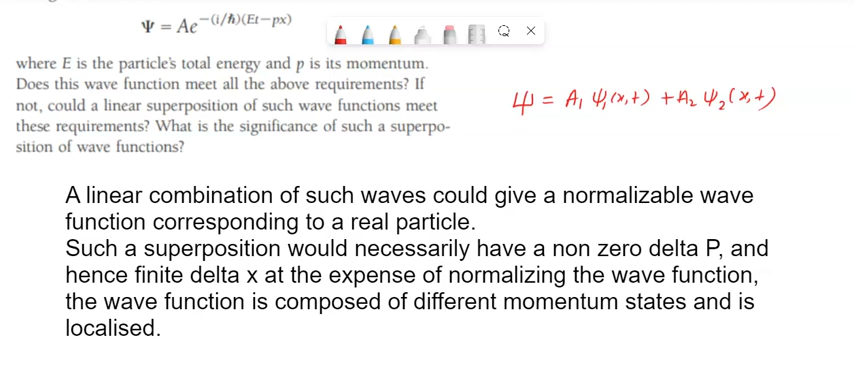 Ψ = Ae^−(i/ħ)(Et−px)
where E is the particle's total energy and p is its momentum.
Does this wave function meet all the above requirements? If
not, could a linear superposition of such wave functions meet
these requirements? What is the significance of such a superpo-
sition of wave functions?
Ψ = A₁ Ψ₁(x,t) + A₂ Ψ₂(x,t)
A linear combination of such waves could give a normalizable wave
function corresponding to a real particle.
Such a superposition would necessarily have a non zero delta P, and
hence finite delta x at the expense of normalizing the wave function,
the wave function is composed of different momentum states and is
localised.